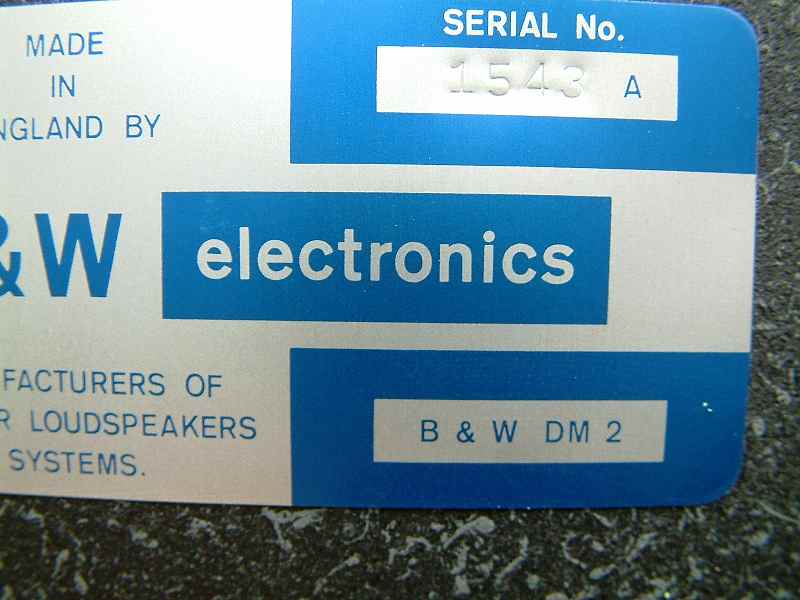 MADE
IN
NGLAND BY
SERIAL No.
1543 A
&W electronics
FACTURERS OF
R LOUDSPEAKERS
SYSTEMS.
B & W DM 2